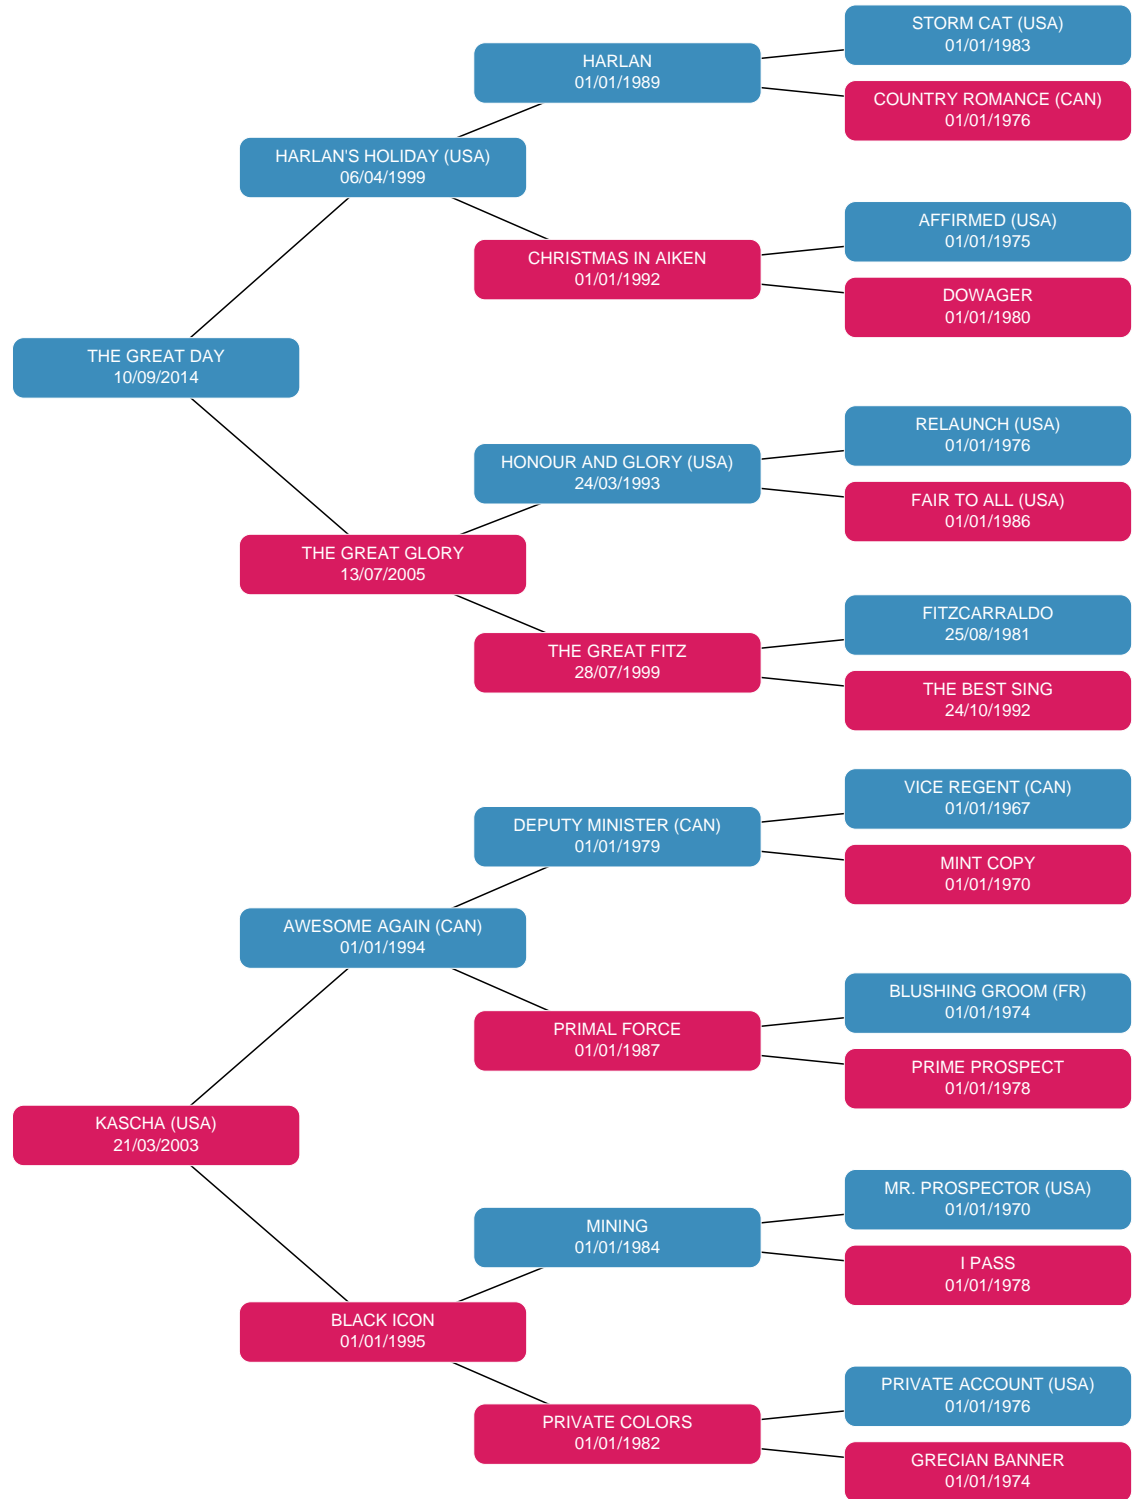 STORM CAT (USA)
01/01/1983
HARLAN
01/01/1989
COUNTRY ROMANCE (CAN)
01/01/1976
HARLAN'S HOLIDAY (USA)
06/04/1999
AFFIRMED (USA)
01/01/1975
CHRISTMAS IN AIKEN
01/01/1992
DOWAGER
01/01/1980
THE GREAT DAY
10/09/2014
RELAUNCH (USA)
01/01/1976
HONOUR AND GLORY (USA)
24/03/1993
FAIR TO ALL (USA)
01/01/1986
THE GREAT GLORY
13/07/2005
FITZCARRALDO
25/08/1981
THE GREAT FITZ
28/07/1999
THE BEST SING
24/10/1992
VICE REGENT (CAN)
01/01/1967
DEPUTY MINISTER (CAN)
01/01/1979
MINT COPY
01/01/1970
AWESOME AGAIN (CAN)
01/01/1994
BLUSHING GROOM (FR)
01/01/1974
PRIMAL FORCE
01/01/1987
PRIME PROSPECT
01/01/1978
KASCHA (USA)
21/03/2003
MR. PROSPECTOR (USA)
01/01/1970
MINING
01/01/1984
I PASS
01/01/1978
BLACK ICON
01/01/1995
PRIVATE ACCOUNT (USA)
01/01/1976
PRIVATE COLORS
01/01/1982
GRECIAN BANNER
01/01/1974